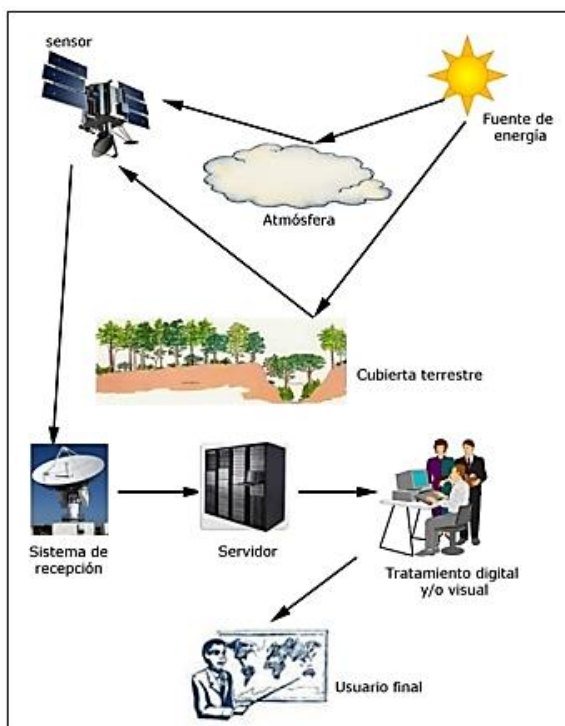 sensor
Fuente de
energía
Atmósfera
Cubierta terrestre
Sistema de
recepción
Servidor
Tratamiento digital
y/o visual
Usuario final